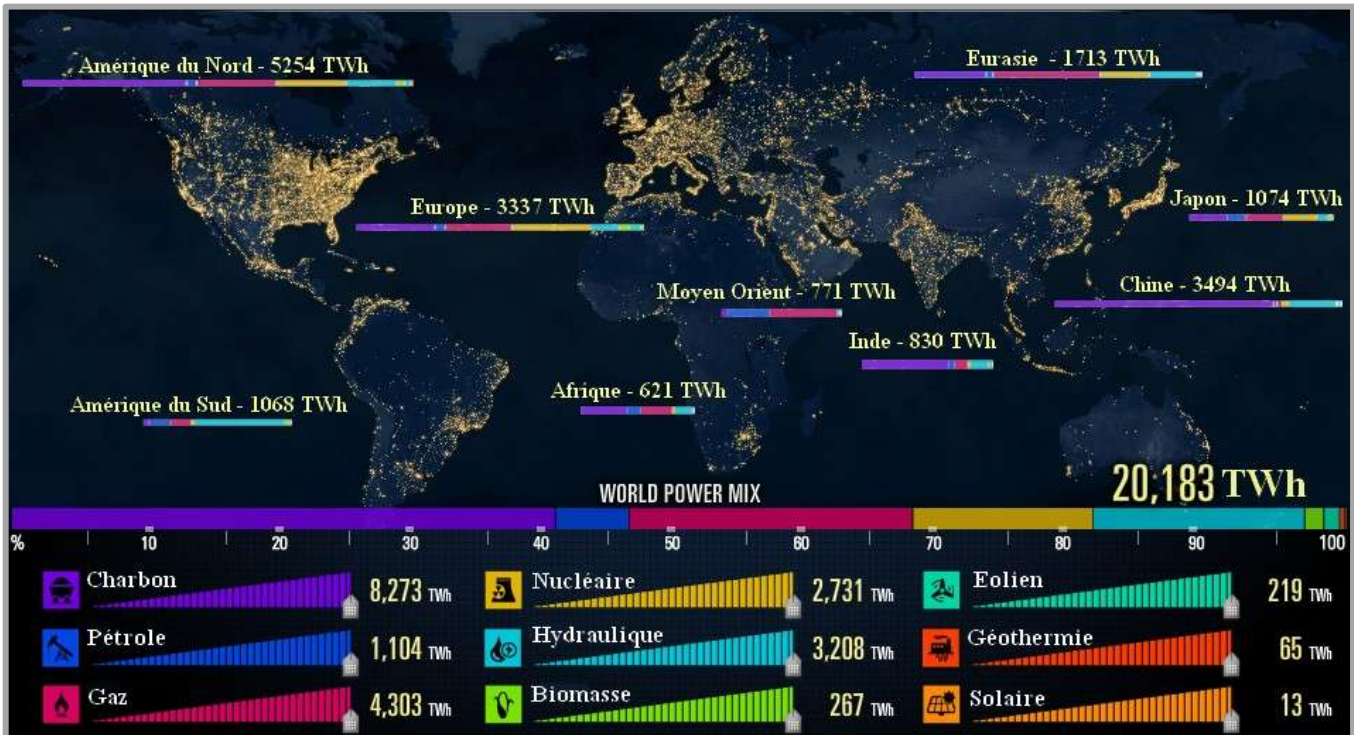 Amérique du Nord - 5254 TWh
Eurasie - 1713 TWh
Europe - 3337 TWh
Japon - 1074 TWh
Moyen Orient - 771 TWh
Chine - 3494 TWh
Inde - 830 TWh
Afrique - 621 TWh
Amérique du Sud - 1068 TWh
20,183 TWh
WORLD POWER MIX
% 10 20 30 40 50 60 70 80 90 100
Charbon 8,273 TWh
Nucléaire 2,731 TWh
Eolien 219 TWh
Pétrole 1,104 TWh
Hydraulique 3,208 TWh
Géothermie 65 TWh
Gaz 4,303 TWh
Biomasse 267 TWh
Solaire 13 TWh